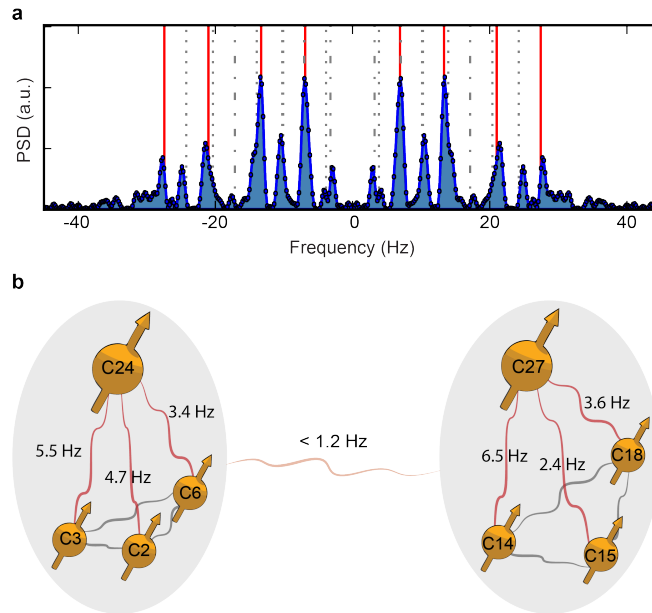 a
PSD (a.u.)
-40
-20
0
20
40
Frequency (Hz)
b
C24
3.4 Hz
5.5 Hz
4.7 Hz
C6
C3
C2
< 1.2 Hz
C27
3.6 Hz
6.5 Hz
2.4 Hz
C18
C14
C15